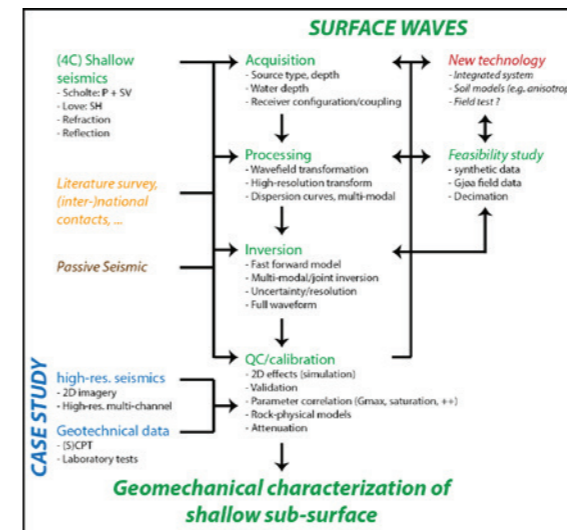 SURFACE WAVES
(4C) Shallow
seismics
- Scholte: P + SV
- Love: SH
- Refraction
- Reflection
Literature survey,
(inter-)national
contacts, ...
Passive Seismic
Acquisition
- Source type, depth
- Water depth
- Receiver configuration/coupling
Processing
- Wavefield transformation
- High-resolution transform
- Dispersion curves, multi-modal
Inversion
- Fast forward model
- Multi-modal/joint inversion
- Uncertainty/resolution
- Full waveform
QC/calibration
- 2D effects (simulation)
- Validation
- Parameter correlation (Gmax, saturation, ++)
- Rock-physical models
- Attenuation
New technology
- Integrated system
- Soil models (e.g. anisotrop
- Field test ?
Feasibility study
- synthetic data
- Gjøa field data
- Decimation
CASE STUDY
high-res. seismics
- 2D imagery
- High-res. multi-channel
Geotechnical data
- (S)CPT
- Laboratory tests
Geomechanical characterization of
shallow sub-surface